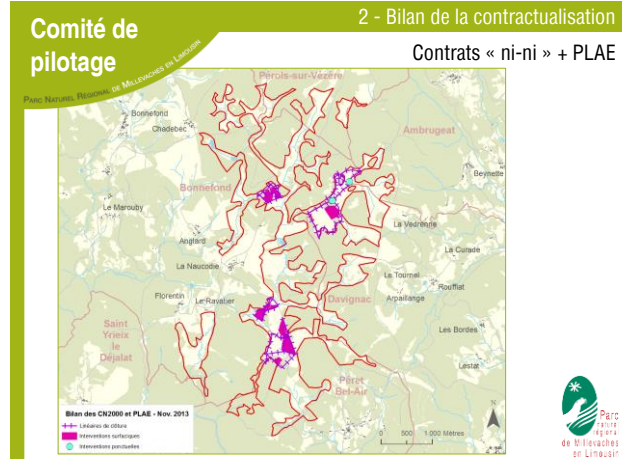 Comité de
pilotage
PARC NATUREL RÉGIONAL DE MILLEVACHES EN LIMOUSIN
2 - Bilan de la contractualisation
Contrats « ni-ni » + PLAE
Pérols-sur-Vézère
Bonnefond
Chadebec
Ambrugeat
Beynette
Bonnefond
Le Marouby
La Vedrenne
Anglard
La Curade
La Naucodie
Le Tournel
Rouffiat
Florentin
Le Ravatier
Davignac
Arpaillange
Saint
Yrieix
le
Déjalat
Les Bordes
Lestat
Péret
Bel-Air
Bilan des CN2000 et PLAE - Nov. 2013
Linéaires de clôture
Interventions surfaciques
Interventions ponctuelles
0 500 1 000 Mètres
N
Parc
naturel
régional
de Millevaches
en Limousin